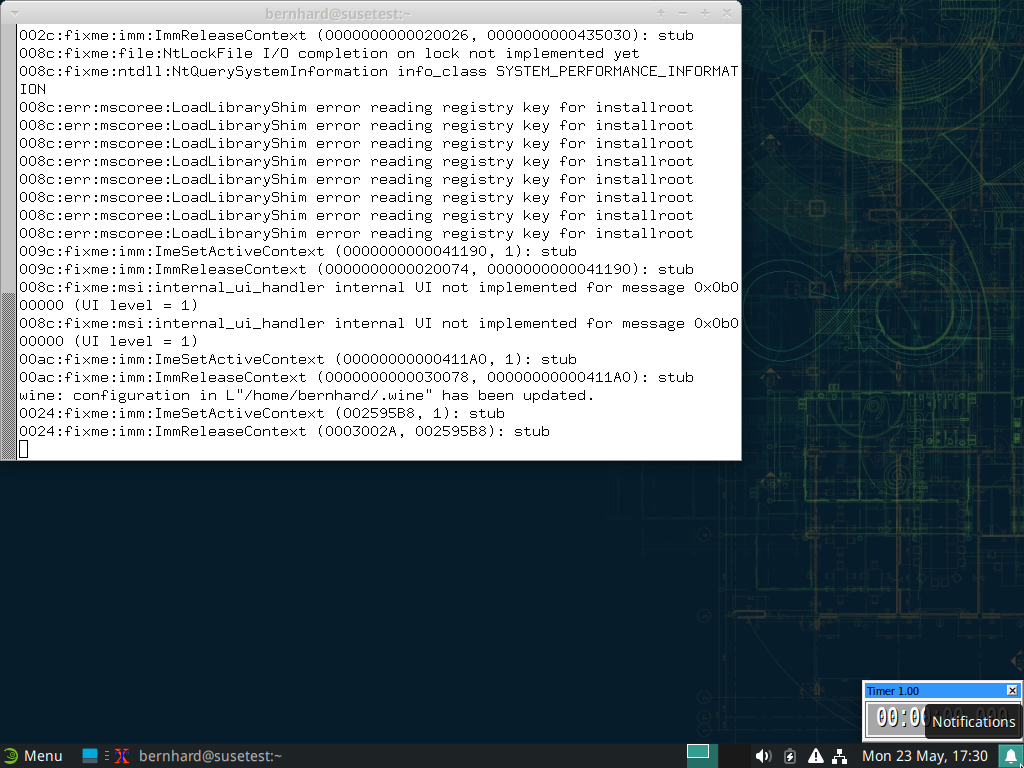 bernhard@susetest:~
002c:fixme:imm:ImmReleaseContext (0000000000020026, 0000000000435030): stub
008c:fixme:file:NtLockFile I/O completion on lock not implemented yet
008c:fixme:ntdll:NtQuerySystemInformation info_class SYSTEM_PERFORMANCE_INFORMAT
ION
008c:err:mscoree:LoadLibraryShim error reading registry key for installroot
008c:err:mscoree:LoadLibraryShim error reading registry key for installroot
008c:err:mscoree:LoadLibraryShim error reading registry key for installroot
008c:err:mscoree:LoadLibraryShim error reading registry key for installroot
008c:err:mscoree:LoadLibraryShim error reading registry key for installroot
008c:err:mscoree:LoadLibraryShim error reading registry key for installroot
008c:err:mscoree:LoadLibraryShim error reading registry key for installroot
008c:err:mscoree:LoadLibraryShim error reading registry key for installroot
009c:fixme:imm:ImeSetActiveContext (0000000000041190, 1): stub
009c:fixme:imm:ImmReleaseContext (0000000000020074, 0000000000041190): stub
008c:fixme:msi:internal_ui_handler internal UI not implemented for message 0x0b0
00000 (UI level = 1)
008c:fixme:msi:internal_ui_handler internal UI not implemented for message 0x0b0
00000 (UI level = 1)
00ac:fixme:imm:ImeSetActiveContext (00000000000411A0, 1): stub
00ac:fixme:imm:ImmReleaseContext (0000000000030078, 00000000000411A0): stub
wine: configuration in L"/home/bernhard/.wine" has been updated.
0024:fixme:imm:ImeSetActiveContext (002595B8, 1): stub
0024:fixme:imm:ImmReleaseContext (0003002A, 002595B8): stub
Timer 1.00
Notifications
Menu
bernhard@susetest:~
Mon 23 May, 17:30